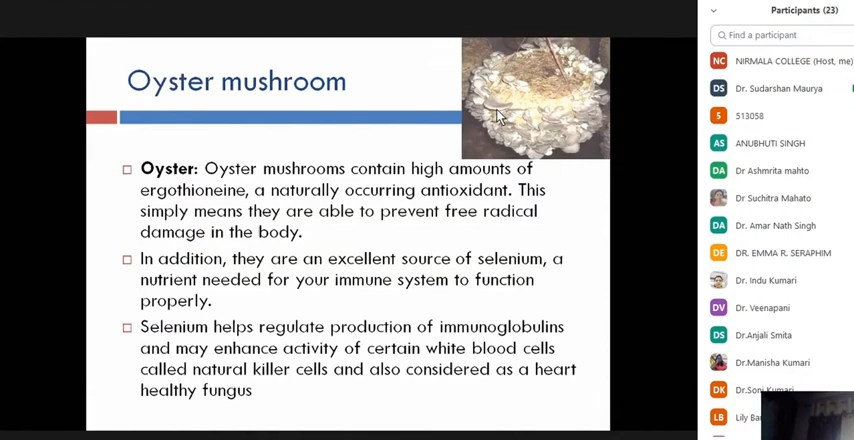 Oyster mushroom
Oyster: Oyster mushrooms contain high amounts of
ergothioneine, a naturally occurring antioxidant. This
simply means they are able to prevent free radical
damage in the body.
In addition, they are an excellent source of selenium, a
nutrient needed for your immune system to function
properly.
Selenium helps regulate production of immunoglobulins
and may enhance activity of certain white blood cells
called natural killer cells and also considered as a heart
healthy fungus
Participants (23)
Find a participant
NC NIRMALA COLLEGE (Host, me)
DS Dr. Sudarshan Maurya
5 513058
AS ANUBHUTI SINGH
DA Dr Ashmrita mahto
Dr Suchitra Mahato
DA Dr. Amar Nath Singh
DE DR. EMMA R. SERAPHIM
Dr. Indu Kumari
DV Dr. Veenapani
DS Dr.Anjali Smita
Dr.Manisha Kumari
DK Dr.Soni Kumari
LB Lily